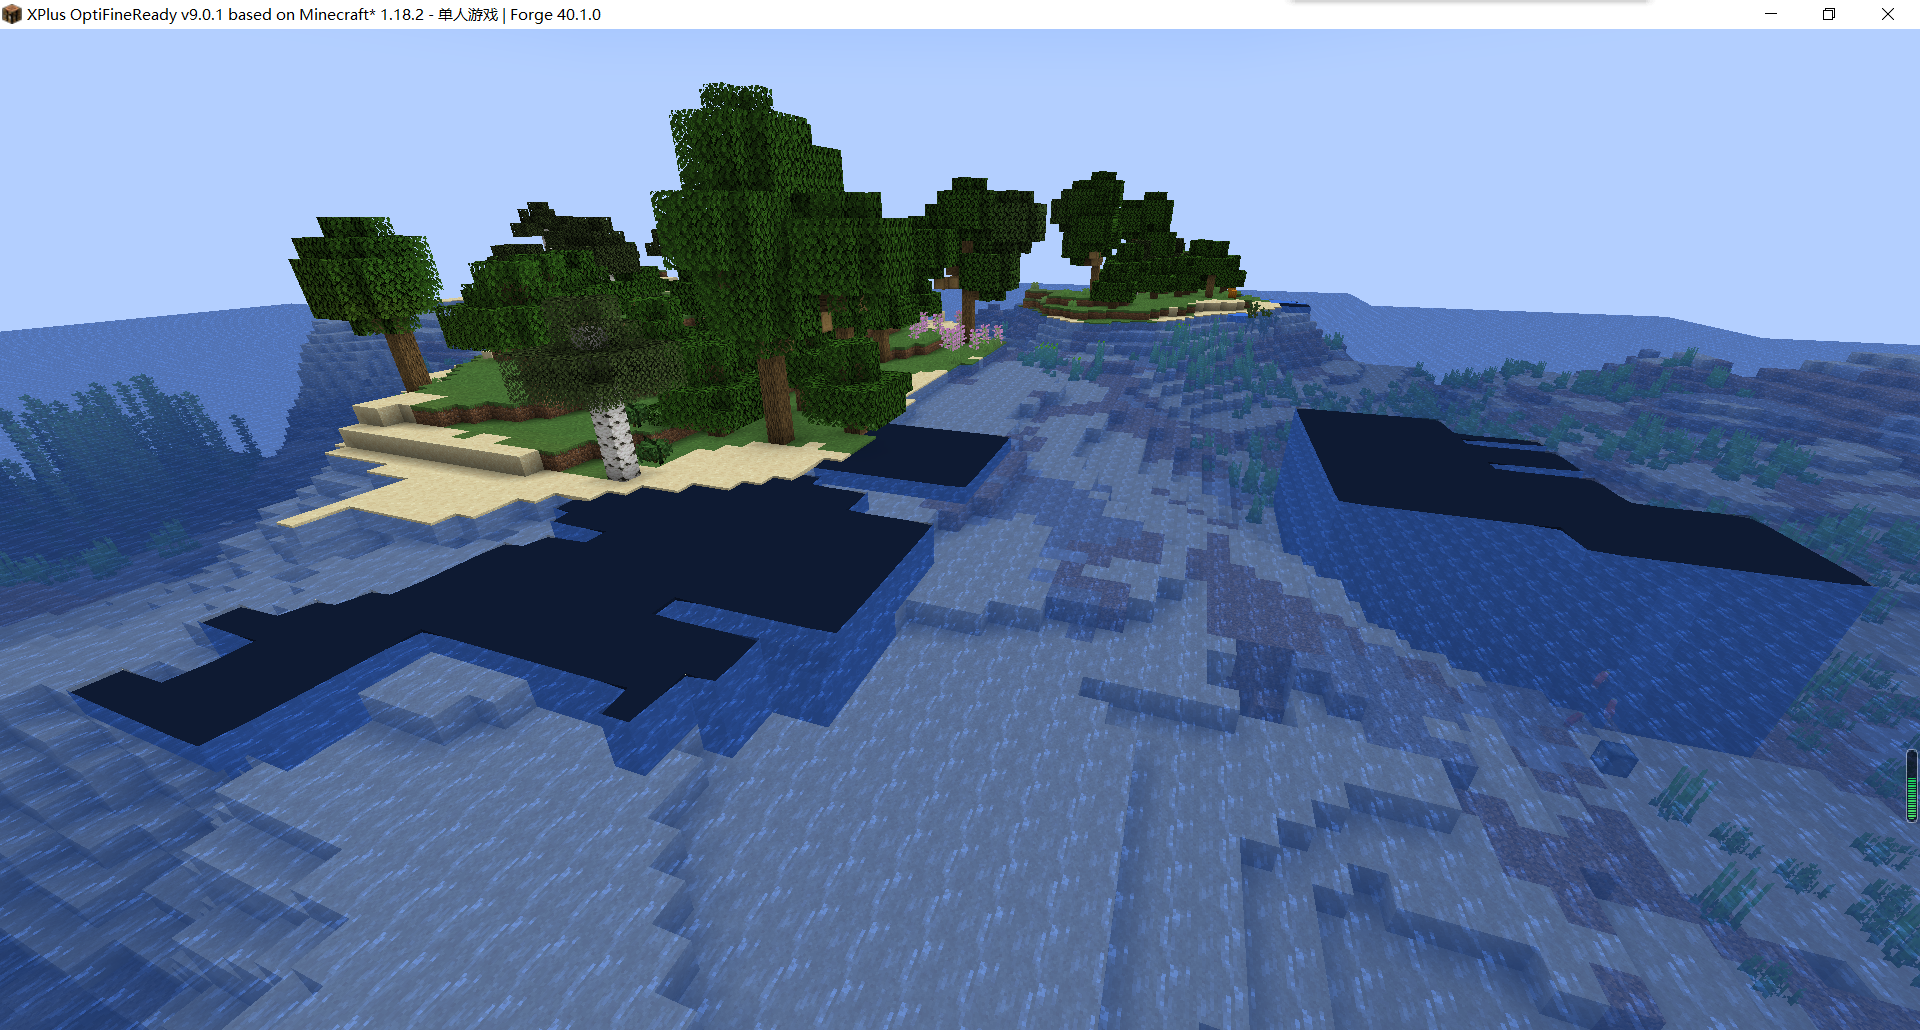 XPlus OptiFineReady v9.0.1 based on Minecraft* 1.18.2 - 单人游戏 | Forge 40.1.0